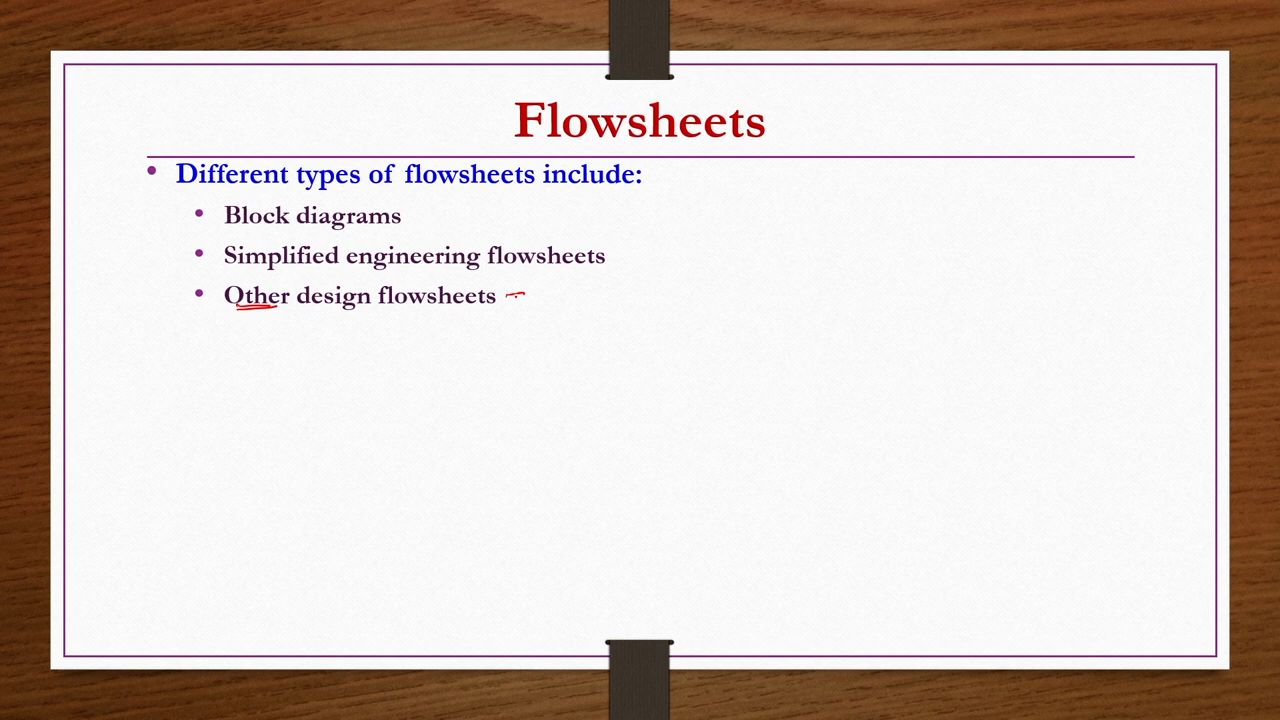 Flowsheets
• Different types of flowsheets include:
• Block diagrams
• Simplified engineering flowsheets
• Other design flowsheets